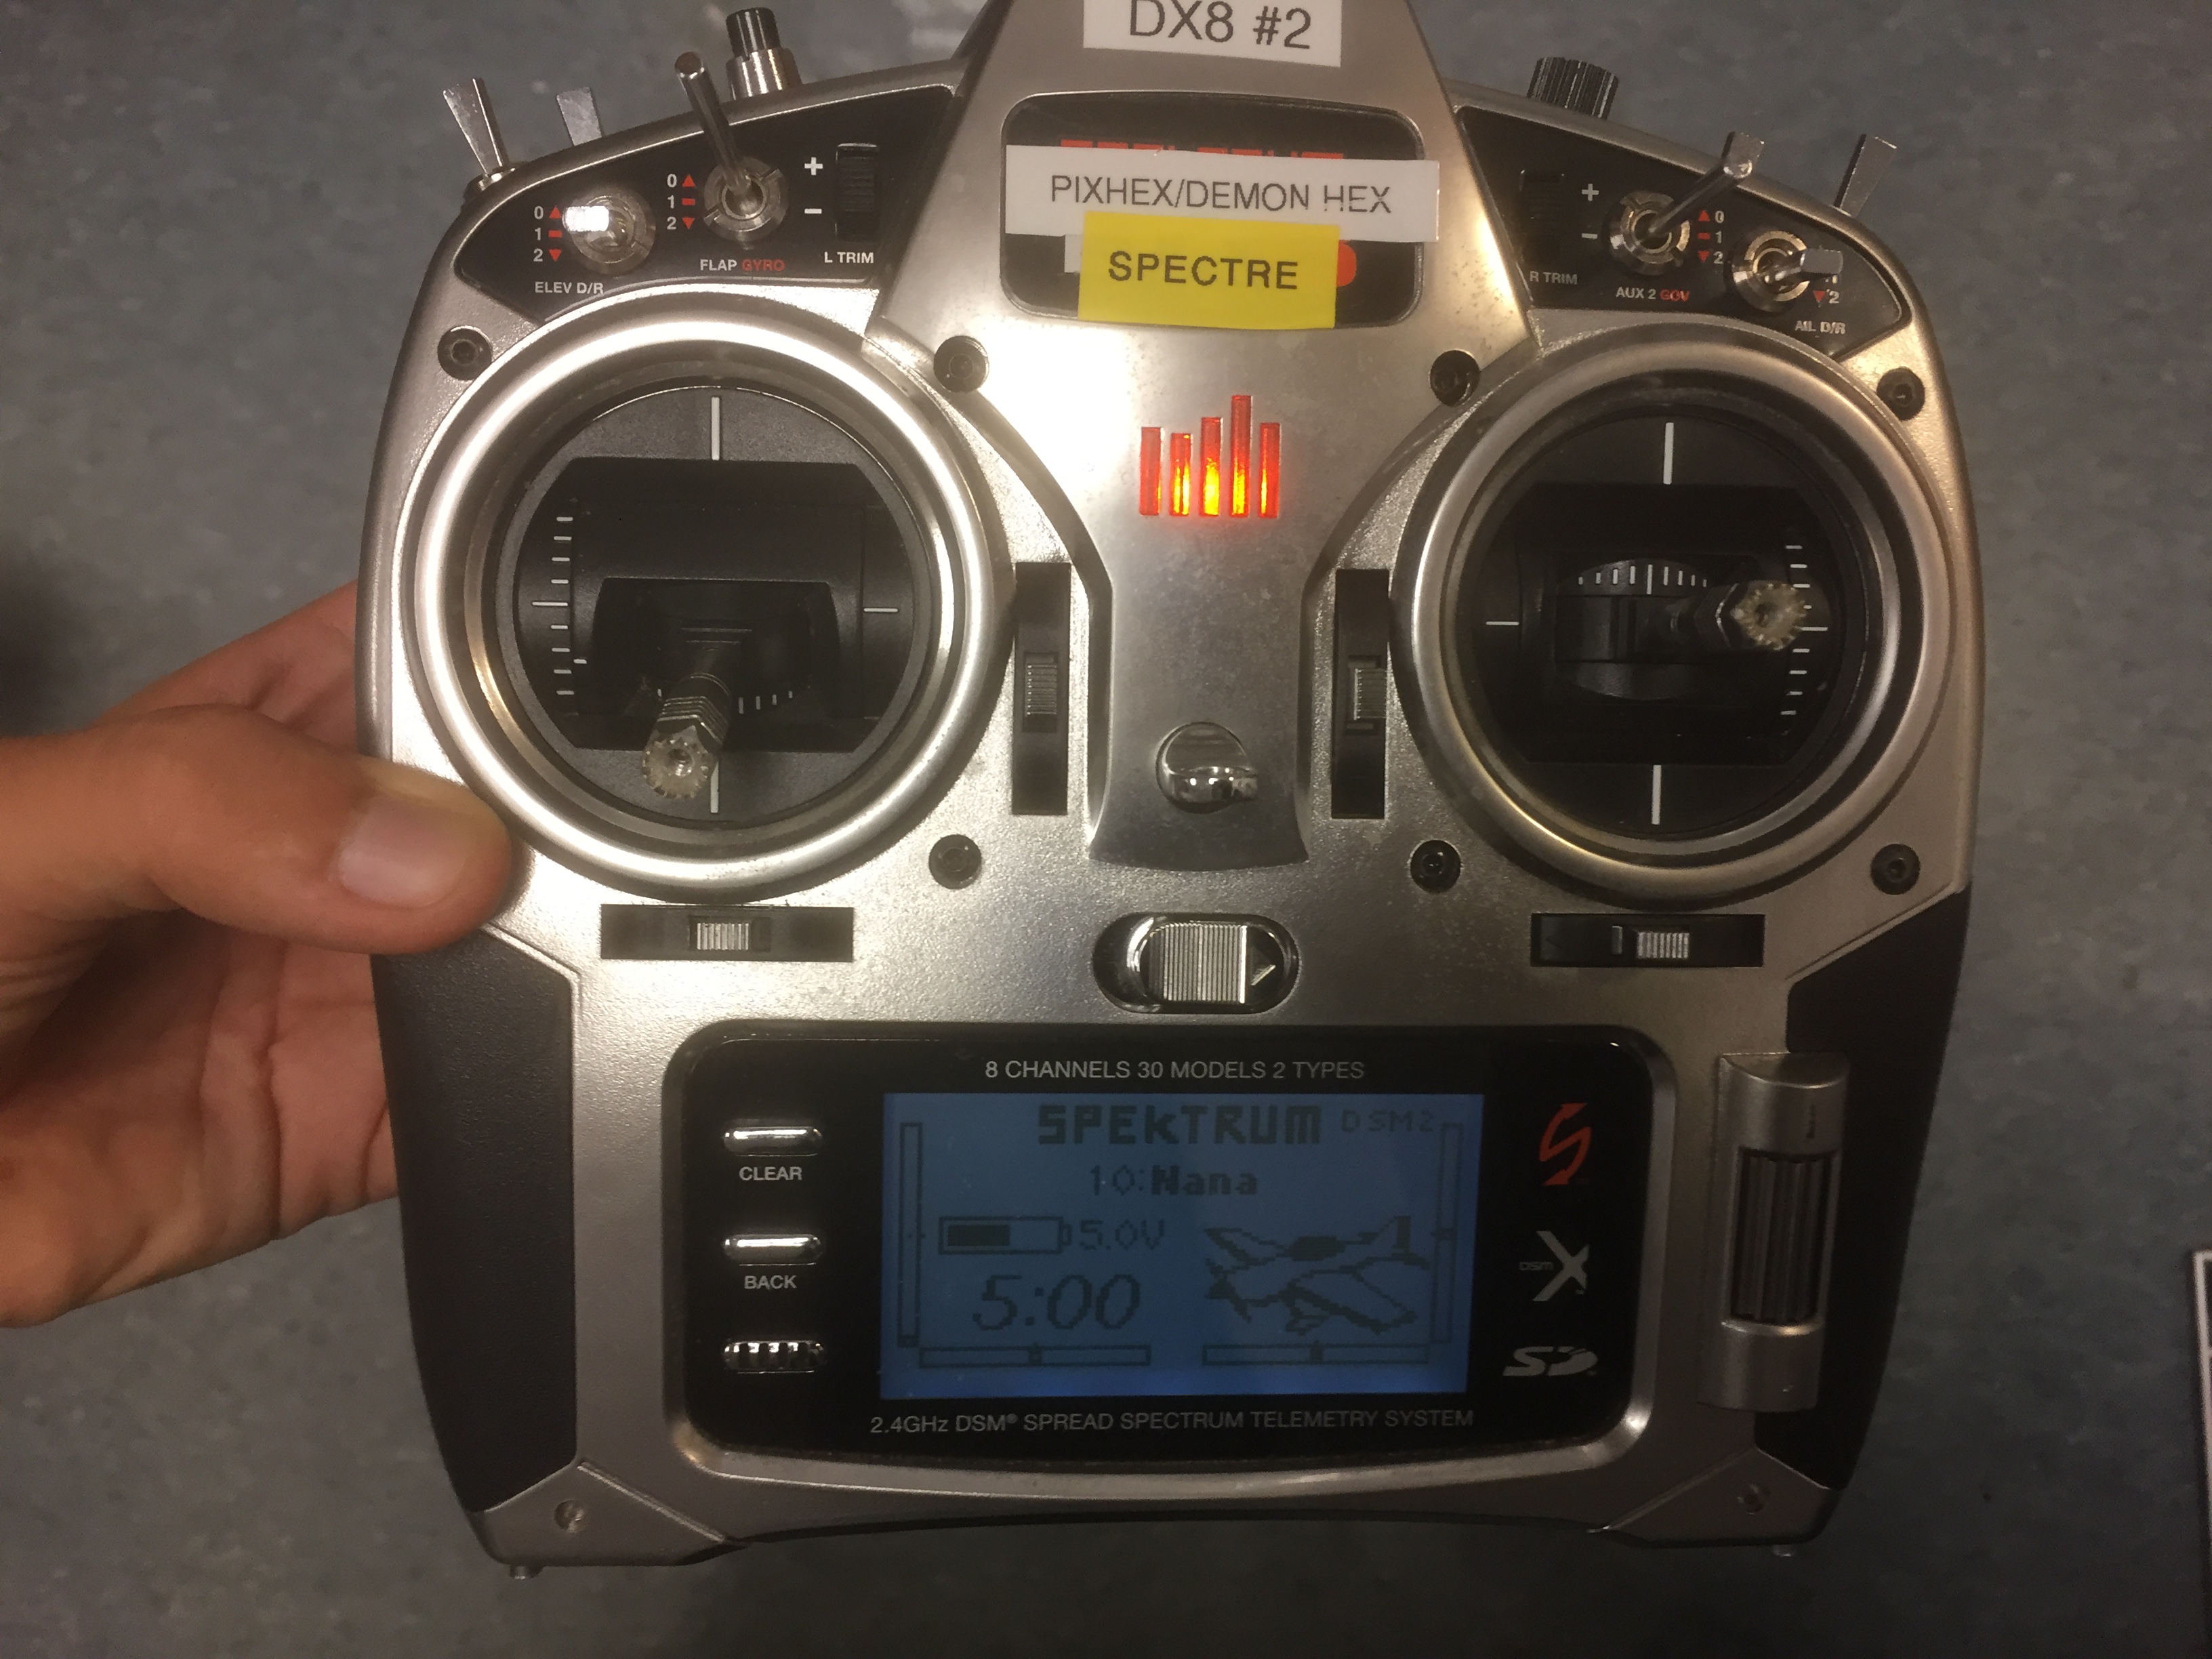 DX8 #2
PIXHEX/DEMON HEX
SPECTRE
0
1
2
ELEV D/R
0
1
2
FLAP GYRO
+
−
L TRIM
+
−
R TRIM
0
1
2
AUX 2 GOV
2
AIL D/R
8 CHANNELS 30 MODELS 2 TYPES
CLEAR
BACK
SPEKTRUM DSM2
10:Nana
5.0V
5:00
DSM X
SD
2.4GHz DSM® SPREAD SPECTRUM TELEMETRY SYSTEM